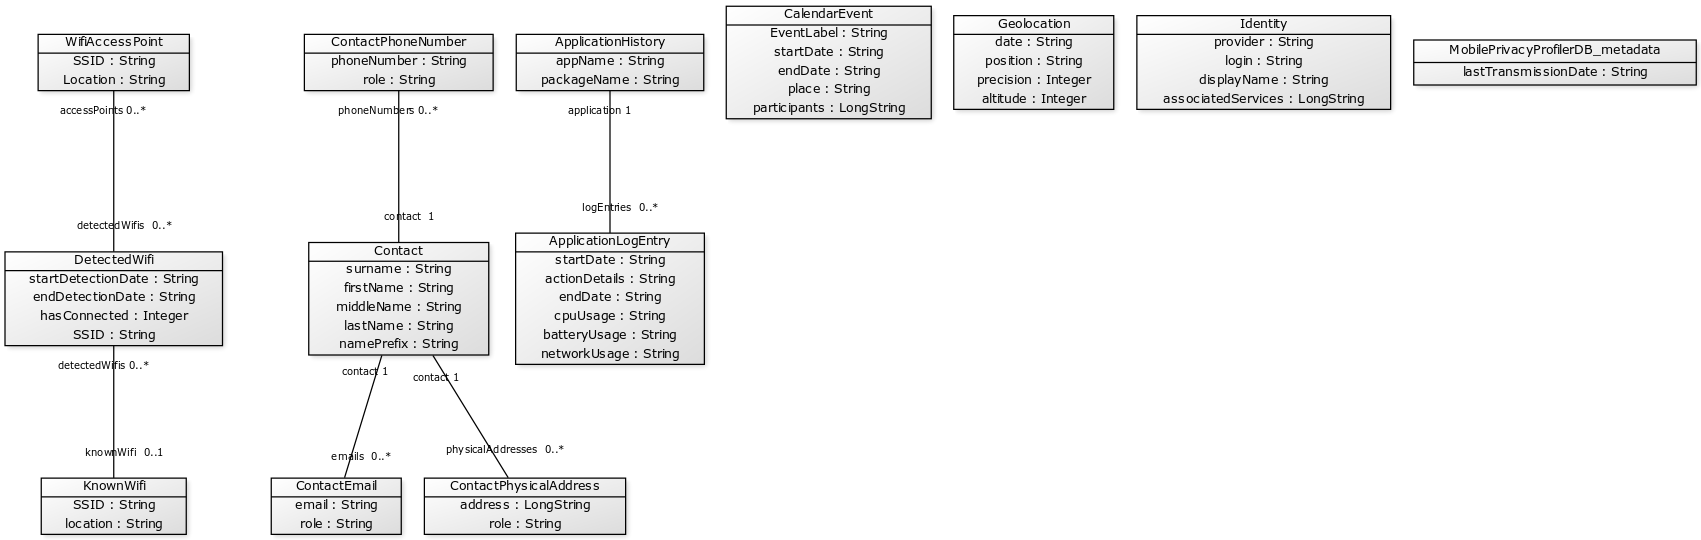 WifiAccessPoint
SSID : String
Location : String
accessPoints 0..*
detectedWifis 0..*
DetectedWifi
startDetectionDate : String
endDetectionDate : String
hasConnected : Integer
SSID : String
detectedWifis 0..*
knownWifi 0..1
KnownWifi
SSID : String
location : String
ContactPhoneNumber
phoneNumber : String
role : String
phoneNumbers 0..*
contact 1
Contact
surname : String
firstName : String
middleName : String
lastName : String
namePrefix : String
contact 1
contact 1
emails 0..*
physicalAddresses 0..*
ContactEmail
email : String
role : String
ContactPhysicalAddress
address : LongString
role : String
ApplicationHistory
appName : String
packageName : String
application 1
logEntries 0..*
ApplicationLogEntry
startDate : String
actionDetails : String
endDate : String
cpuUsage : String
batteryUsage : String
networkUsage : String
CalendarEvent
EventLabel : String
startDate : String
endDate : String
place : String
participants : LongString
Geolocation
date : String
position : String
precision : Integer
altitude : Integer
Identity
provider : String
login : String
displayName : String
associatedServices : LongString
MobilePrivacyProfilerDB_metadata
lastTransmissionDate : String